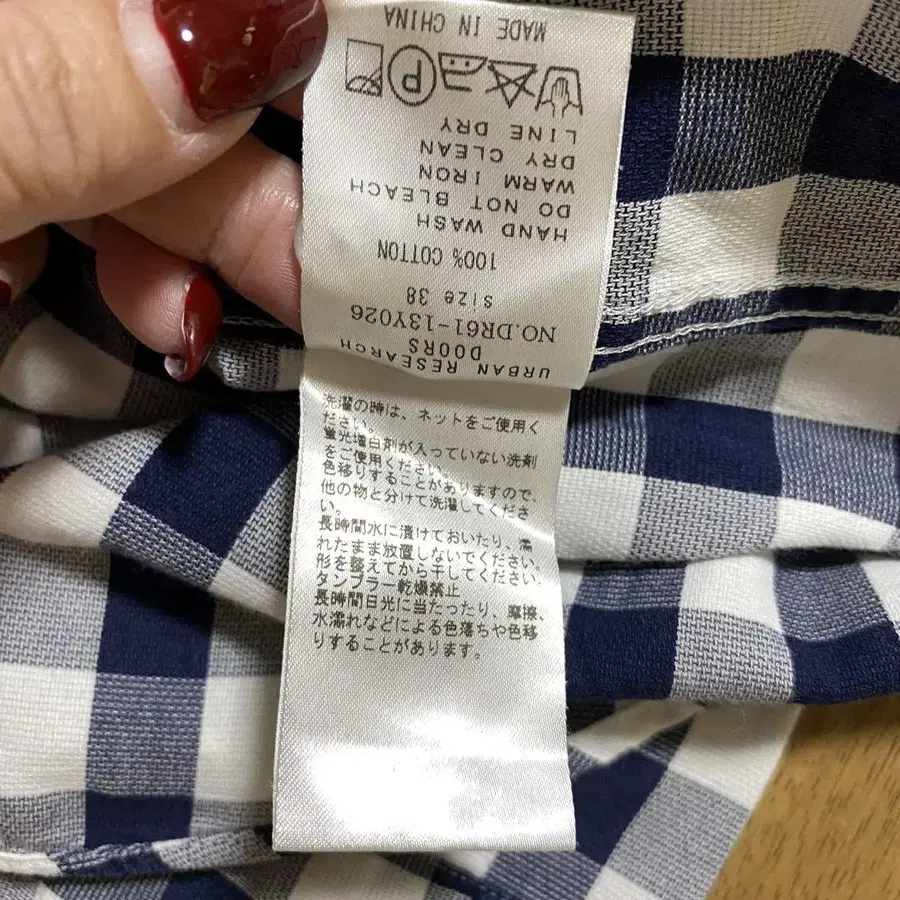 URBAN RESEARCH
DOORS
NO.DR61-13Y026
Size 38
100% COTTON
HAND WASH
DO NOT BLEACH
WARM IRON
DRY CLEAN
LINE DRY
P
MADE IN CHINA
洗濯の時は、ネットをご使用く
ださい。
蛍光増白剤が入っていない洗剤
をご使用ください。
色移りすることがありますので、
他の物と分けて洗濯してくださ
い。
長時間水に漬けておいたり、濡
れたまま放置しないでください。
形を整えてから干してください。
タンブラー乾燥禁止
長時間日光に当たったり、摩擦、
水濡れなどによる色落ちや色移
りすることがあります。